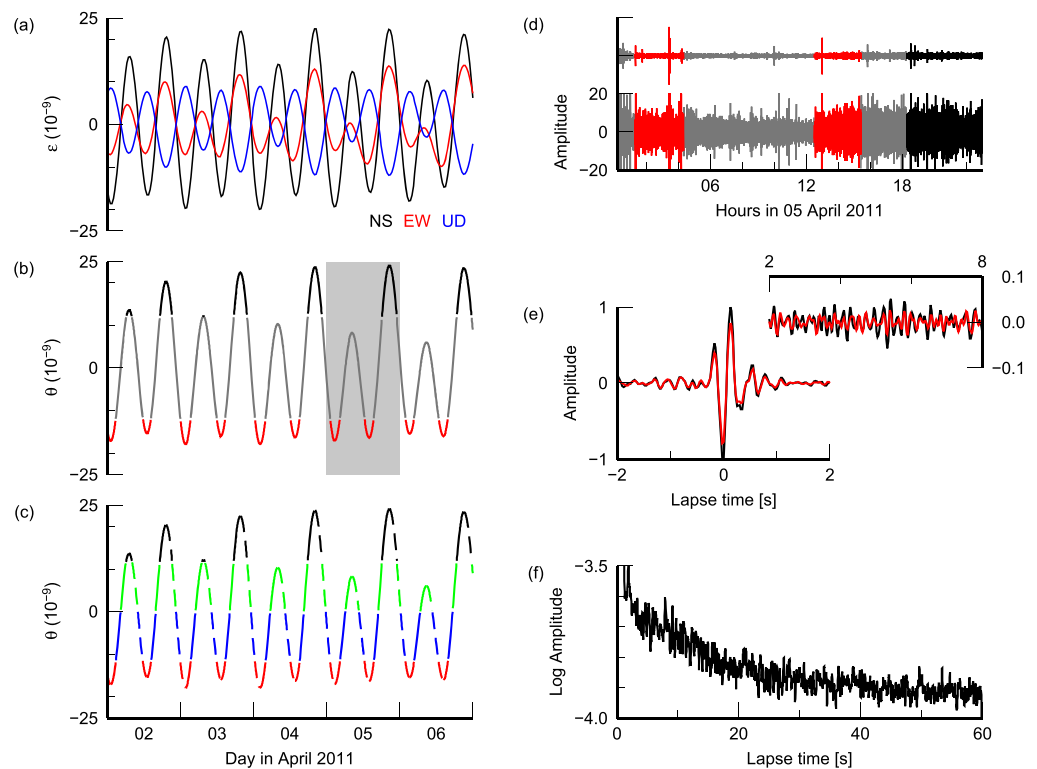 (a)
25
0
−25
ε (10⁻⁹)
NS EW UD
(b)
25
0
−25
θ (10⁻⁹)
(c)
25
0
−25
θ (10⁻⁹)
02 03 04 05 06
Day in April 2011
(d)
20
0
−20
Amplitude
06 12 18
Hours in 05 April 2011
(e)
2 8
0.1
0.0
−0.1
1
0
−1
Amplitude
−2 0 2
Lapse time [s]
(f)
−3.5
−4.0
Log Amplitude
0 20 40 60
Lapse time [s]